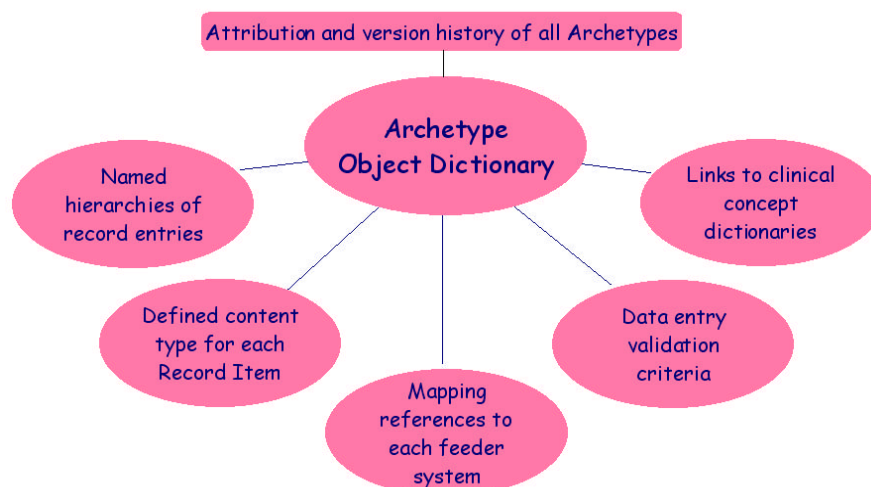 Attribution and version history of all Archetypes
Archetype
Object Dictionary
Named
hierarchies of
record entries
Links to clinical
concept
dictionaries
Defined content
type for each
Record Item
Data entry
validation
criteria
Mapping
references to
each feeder
system